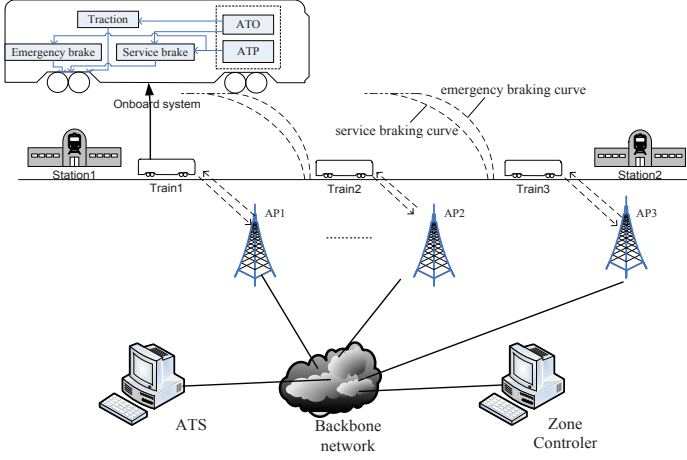 Traction
ATO
Emergency brake
Service brake
ATP
Onboard system
emergency braking curve
service braking curve
Station1
Train1
Train2
Train3
Station2
AP1
AP2
AP3
ATS
Backbone
network
Zone
Controler